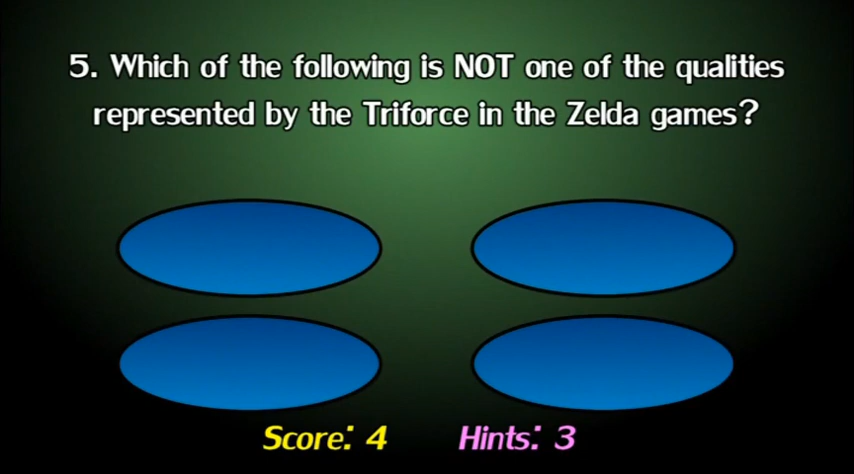 5. Which of the following is NOT one of the qualities
represented by the Triforce in the Zelda games?
Score: 4
Hints: 3